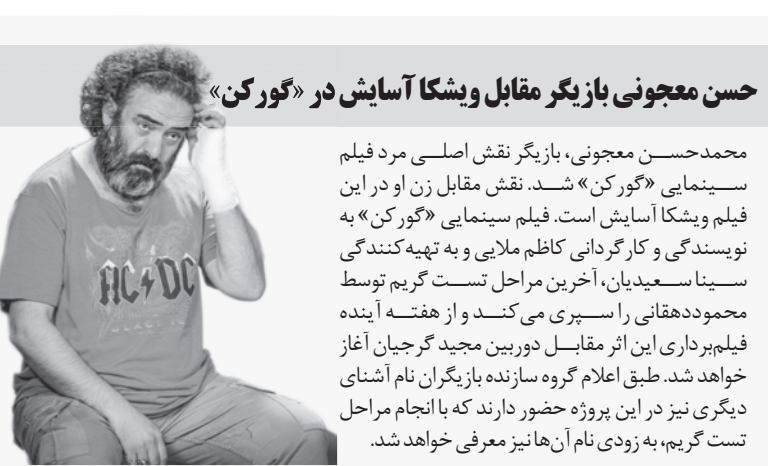 حسن معجونی بازیگر مقابل ویشکا آسایش در «گورکن»
محمدحسن معجونی، بازیگر نقش اصلی مرد فیلم
سینمایی «گورکن» شد. نقش مقابل زن او در این
فیلم ویشکا آسایش است. فیلم سینمایی «گورکن» به
نویسندگی و کارگردانی کاظم ملایی و به تهیه‌کنندگی
سینا سعیدیان، آخرین مراحل تست گریم توسط
محمود‌دهقانی را سپری می‌کند و از هفته آینده
فیلم‌برداری این اثر مقابل دوربین مجید گرجیان آغاز
خواهد شد. طبق اعلام گروه سازنده بازیگران نام آشنای
دیگری نیز در این پروژه حضور دارند که با انجام مراحل
تست گریم، به زودی نام آن‌ها نیز معرفی خواهد شد.
AC⚡DC